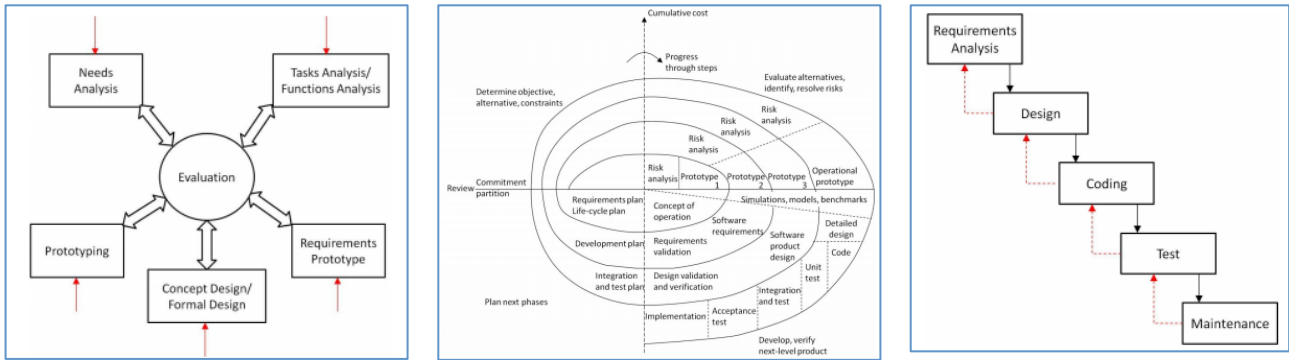 Needs
Analysis
Tasks Analysis/
Functions Analysis
Evaluation
Prototyping
Requirements
Prototype
Concept Design/
Formal Design
Cumulative cost
Progress
through steps
Determine objective,
alternative, constraints
Evaluate alternatives,
identify, resolve risks
Risk
analysis
Risk
analysis
Risk
analysis
Risk
analysis
Prototype
1
Prototype
2
Prototype
3
Operational
prototype
Review
Commitment
partition
Simulations, models, benchmarks
Requirements plan
Life-cycle plan
Concept of
operation
Software
requirements
Detailed
design
Development plan
Requirements
validation
Software
product
design
Code
Integration
and test plan
Design validation
and verification
Unit
test
Plan next phases
Integration
and test
Implementation
Acceptance
test
Develop, verify
next-level product
Requirements
Analysis
Design
Coding
Test
Maintenance